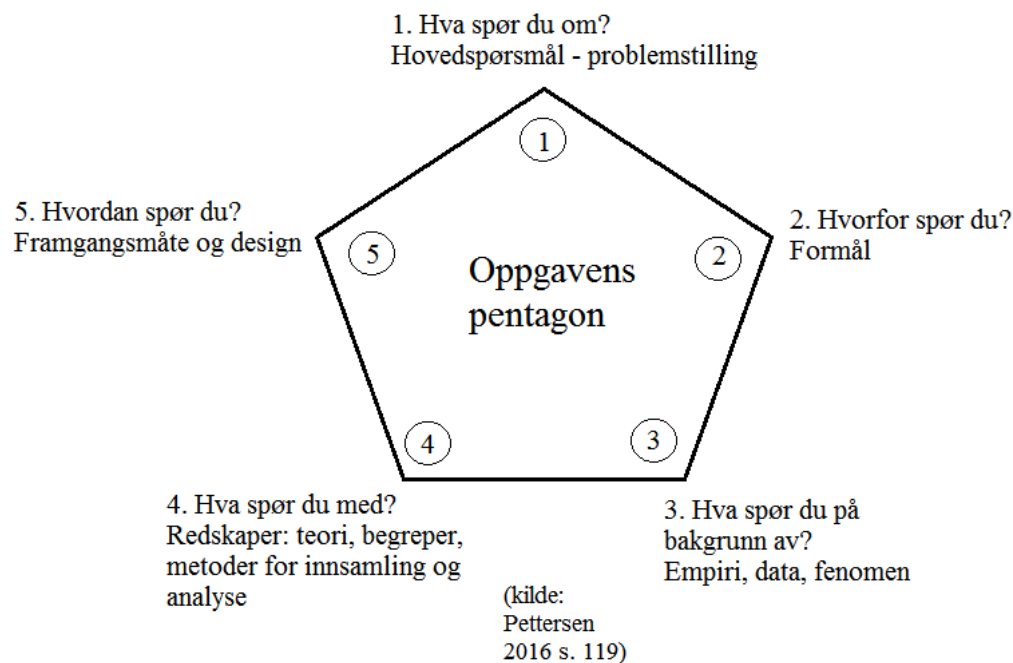 1. Hva spør du om?
Hovedspørsmål - problemstilling
1
5. Hvordan spør du?
Framgangsmåte og design
5
2. Hvorfor spør du?
Formål
2
Oppgavens
pentagon
4
3
4. Hva spør du med?
Redskaper: teori, begreper,
metoder for innsamling og
analyse
3. Hva spør du på
bakgrunn av?
Empiri, data, fenomen
(kilde:
Pettersen
2016 s. 119)